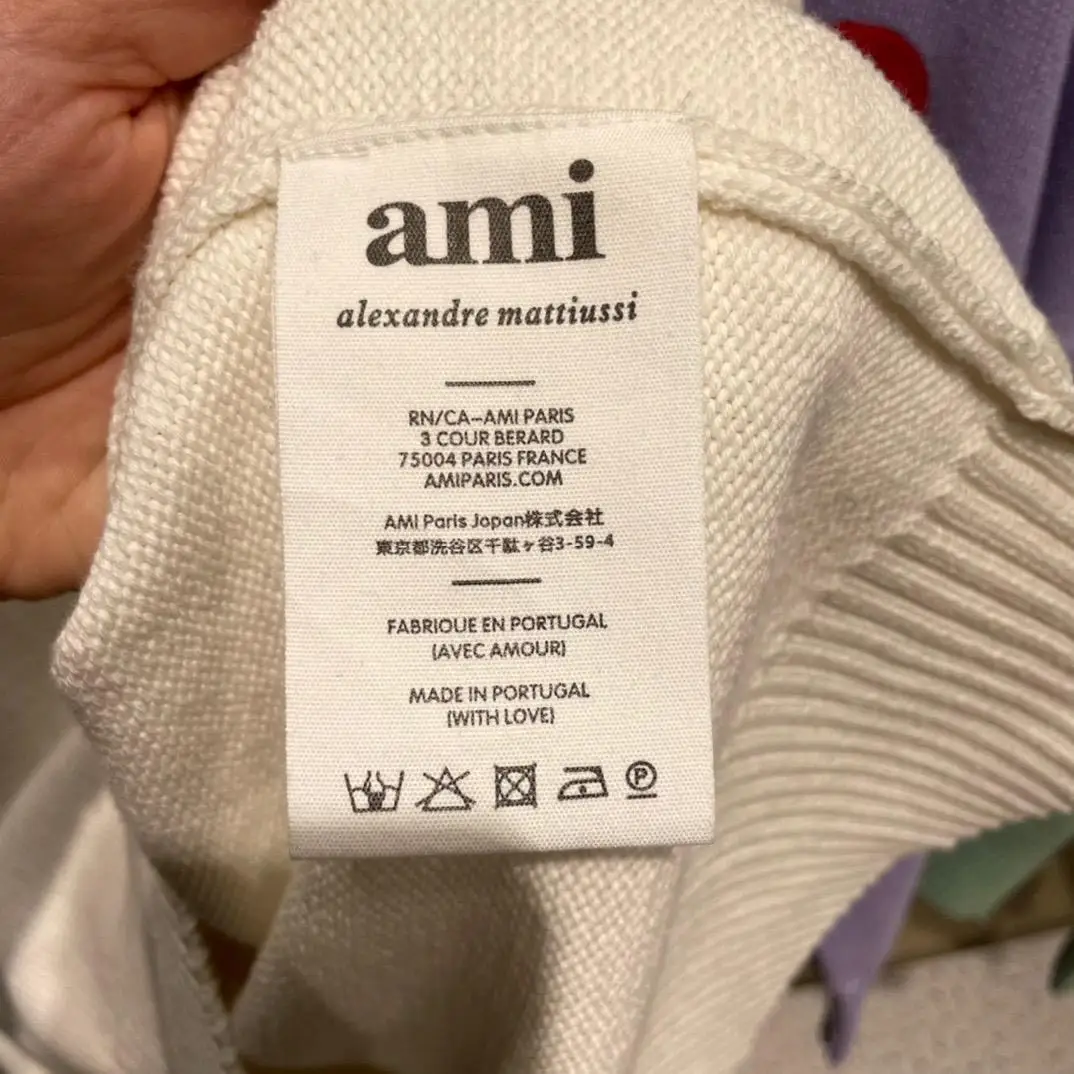 ami
alexandre mattiussi
RN/CA-AMI PARIS
3 COUR BERARD
75004 PARIS FRANCE
AMIPARIS.COM
AMI Paris Japan株式会社
東京都洗谷区千駄ヶ谷3-59-4
FABRIQUE EN PORTUGAL
(AVEC AMOUR)
MADE IN PORTUGAL
(WITH LOVE)
P